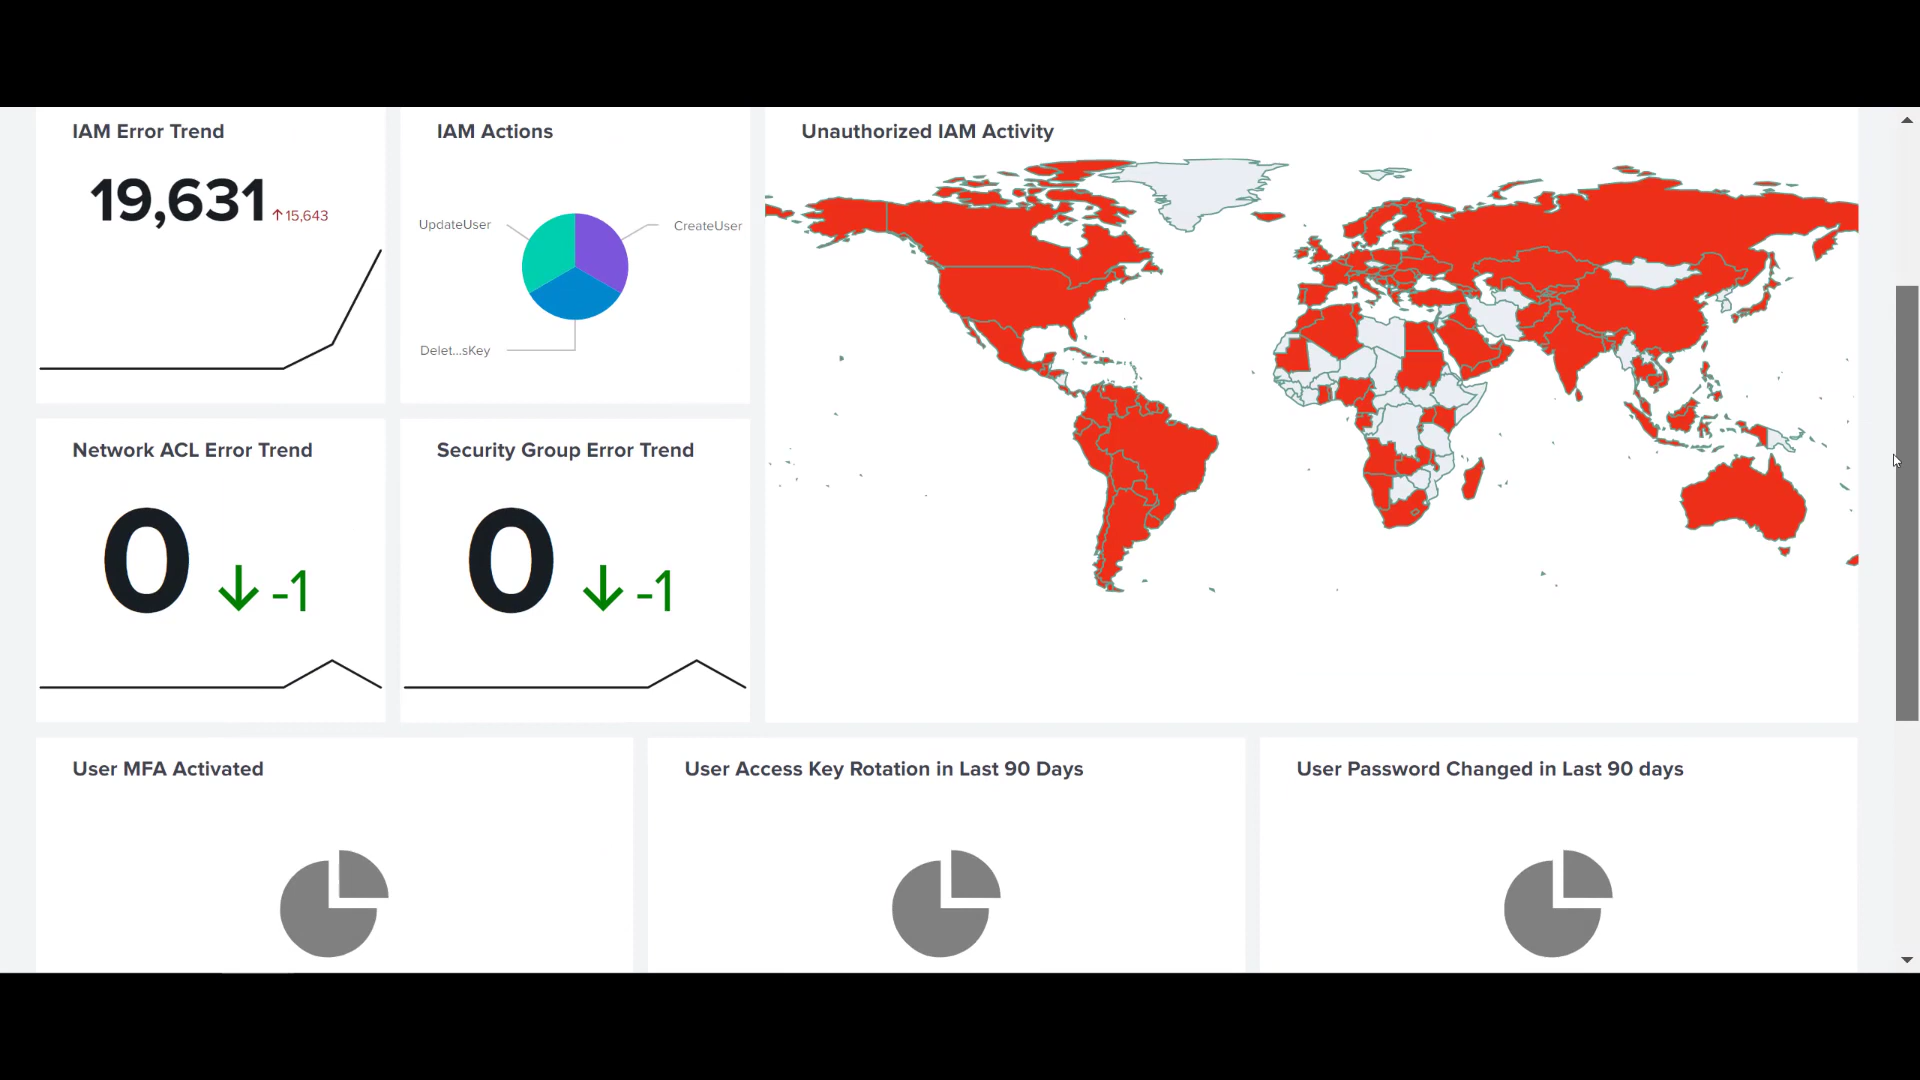 IAM Error Trend
19,631
↑15,643
IAM Actions
UpdateUser
CreateUser
Delet...sKey
Unauthorized IAM Activity
Network ACL Error Trend
0 ↓ -1
Security Group Error Trend
0 ↓ -1
User MFA Activated
User Access Key Rotation in Last 90 Days
User Password Changed in Last 90 days